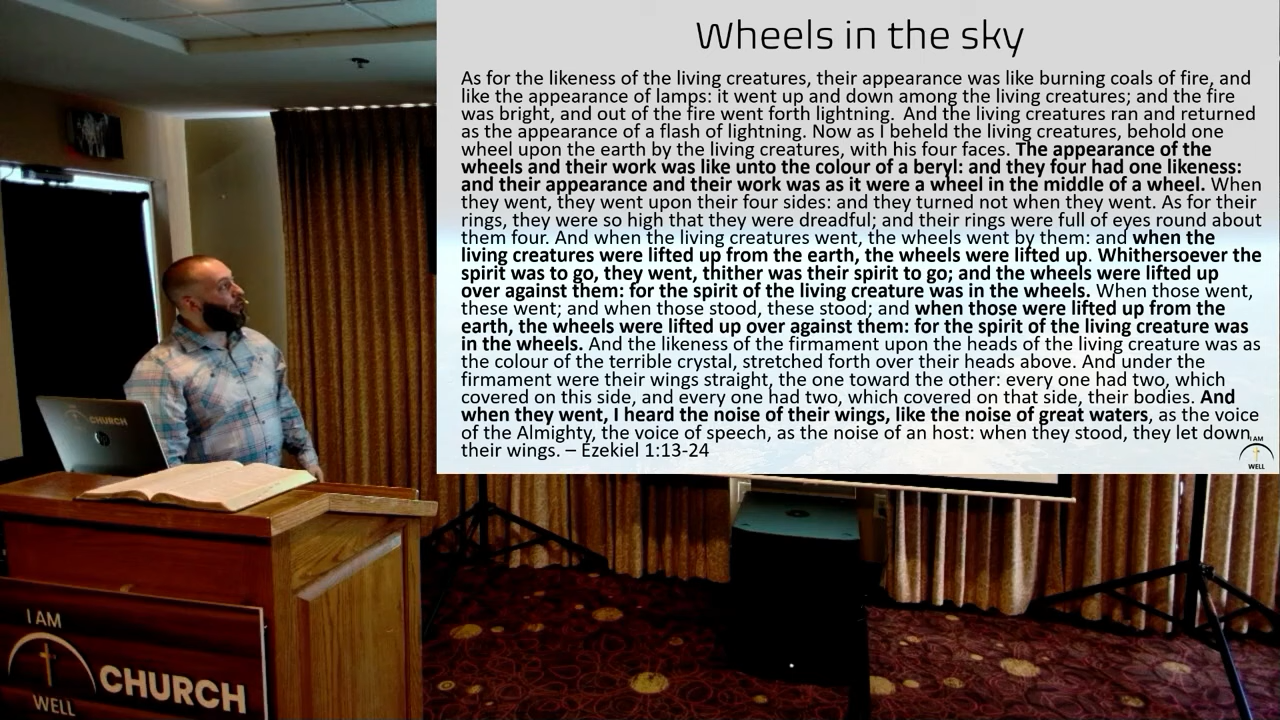 Wheels in the sky
As for the likeness of the living creatures, their appearance was like burning coals of fire, and
like the appearance of lamps: it went up and down among the living creatures; and the fire
was bright, and out of the fire went forth lightning.  And the living creatures ran and returned
as the appearance of a flash of lightning. Now as I beheld the living creatures, behold one
wheel upon the earth by the living creatures, with his four faces. The appearance of the
wheels and their work was like unto the colour of a beryl: and they four had one likeness:
and their appearance and their work was as it were a wheel in the middle of a wheel. When
they went, they went upon their four sides: and they turned not when they went. As for their
rings, they were so high that they were dreadful; and their rings were full of eyes round about
them four. And when the living creatures went, the wheels went by them: and when the
living creatures were lifted up from the earth, the wheels were lifted up. Whithersoever the
spirit was to go, they went, thither was their spirit to go; and the wheels were lifted up
over against them: for the spirit of the living creature was in the wheels. When those went,
these went; and when those stood, these stood; and when those were lifted up from the
earth, the wheels were lifted up over against them: for the spirit of the living creature was
in the wheels. And the likeness of the firmament upon the heads of the living creature was as
the colour of the terrible crystal, stretched forth over their heads above. And under the
firmament were their wings straight, the one toward the other: every one had two, which
covered on this side, and every one had two, which covered on that side, their bodies. And
when they went, I heard the noise of their wings, like the noise of great waters, as the voice
of the Almighty, the voice of speech, as the noise of an host: when they stood, they let down
their wings. – Ezekiel 1:13-24
I AM
WELL
CHURCH
I AM
CHURCH
WELL